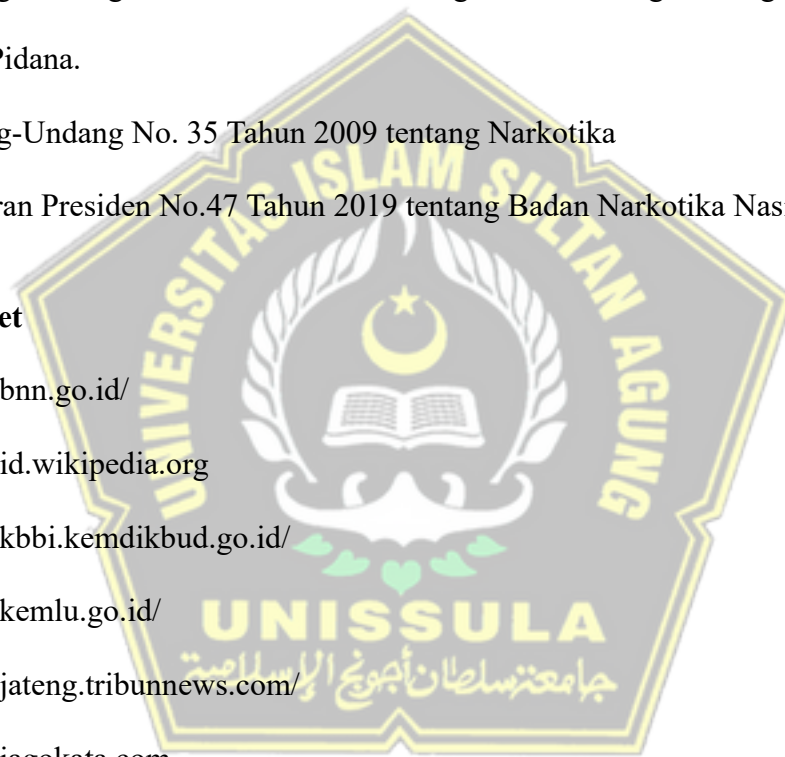 Pidana.
g-Undang No. 35 Tahun 2009 tentang Narkotika
ran Presiden No.47 Tahun 2019 tentang Badan Narkotika Nasi
et
bnn.go.id/
id.wikipedia.org
kbbi.kemdikbud.go.id/
kemlu.go.id/
jateng.tribunnews.com/
UNIVERSITAS ISLAM SULTAN AGUNG
UNISSULA
جامعة سلطان أجونج الإسلامية